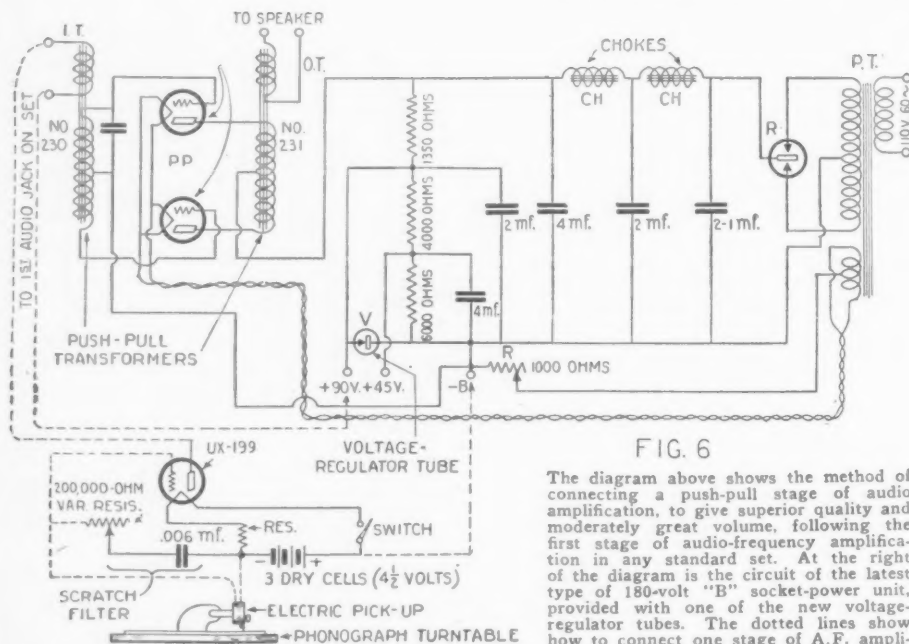 I.T.
TO SPEAKER
O.T.
CHOKES
P.T.
CH
CH
R
110V 60~
NO 230
PP
NO. 231
1350 OHMS
4000 OHMS
6000 OHMS
2 mf.
4 mf.
2 mf.
2-1 mf.
4 mf.
TO 1ST AUDIO JACK ON SET
V
R
1000 OHMS
PUSH-PULL
TRANSFORMERS
+90V.
+45V.
-B
UX-199
VOLTAGE-
REGULATOR TUBE
200,000-OHM
VAR. RESIS.
RES.
SWITCH
.006 mf.
- +
3 DRY CELLS (4½ VOLTS)
SCRATCH
FILTER
ELECTRIC PICK-UP
PHONOGRAPH TURNTABLE
FIG. 6
The diagram above shows the method of
connecting a push-pull stage of audio
amplification, to give superior quality and
moderately great volume, following the
first stage of audio-frequency amplifica-
tion in any standard set. At the right
of the diagram is the circuit of the latest
type of 180-volt "B" socket-power unit,
provided with one of the new voltage-
regulator tubes. The dotted lines show
how to connect one stage of A.F. ampli-